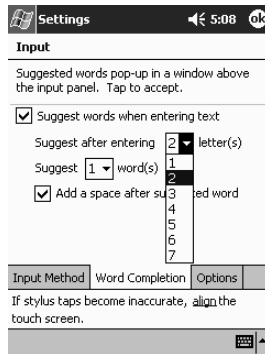 Settings 5:08 ok
Input
Suggested words pop-up in a window above
the input panel. Tap to accept.
Suggest words when entering text
Suggest after entering 2 letter(s)
1
2
3
4
5
6
7
Suggest 1 word(s)
Add a space after su ed word
Input Method Word Completion Options
If stylus taps become inaccurate, align the
touch screen.